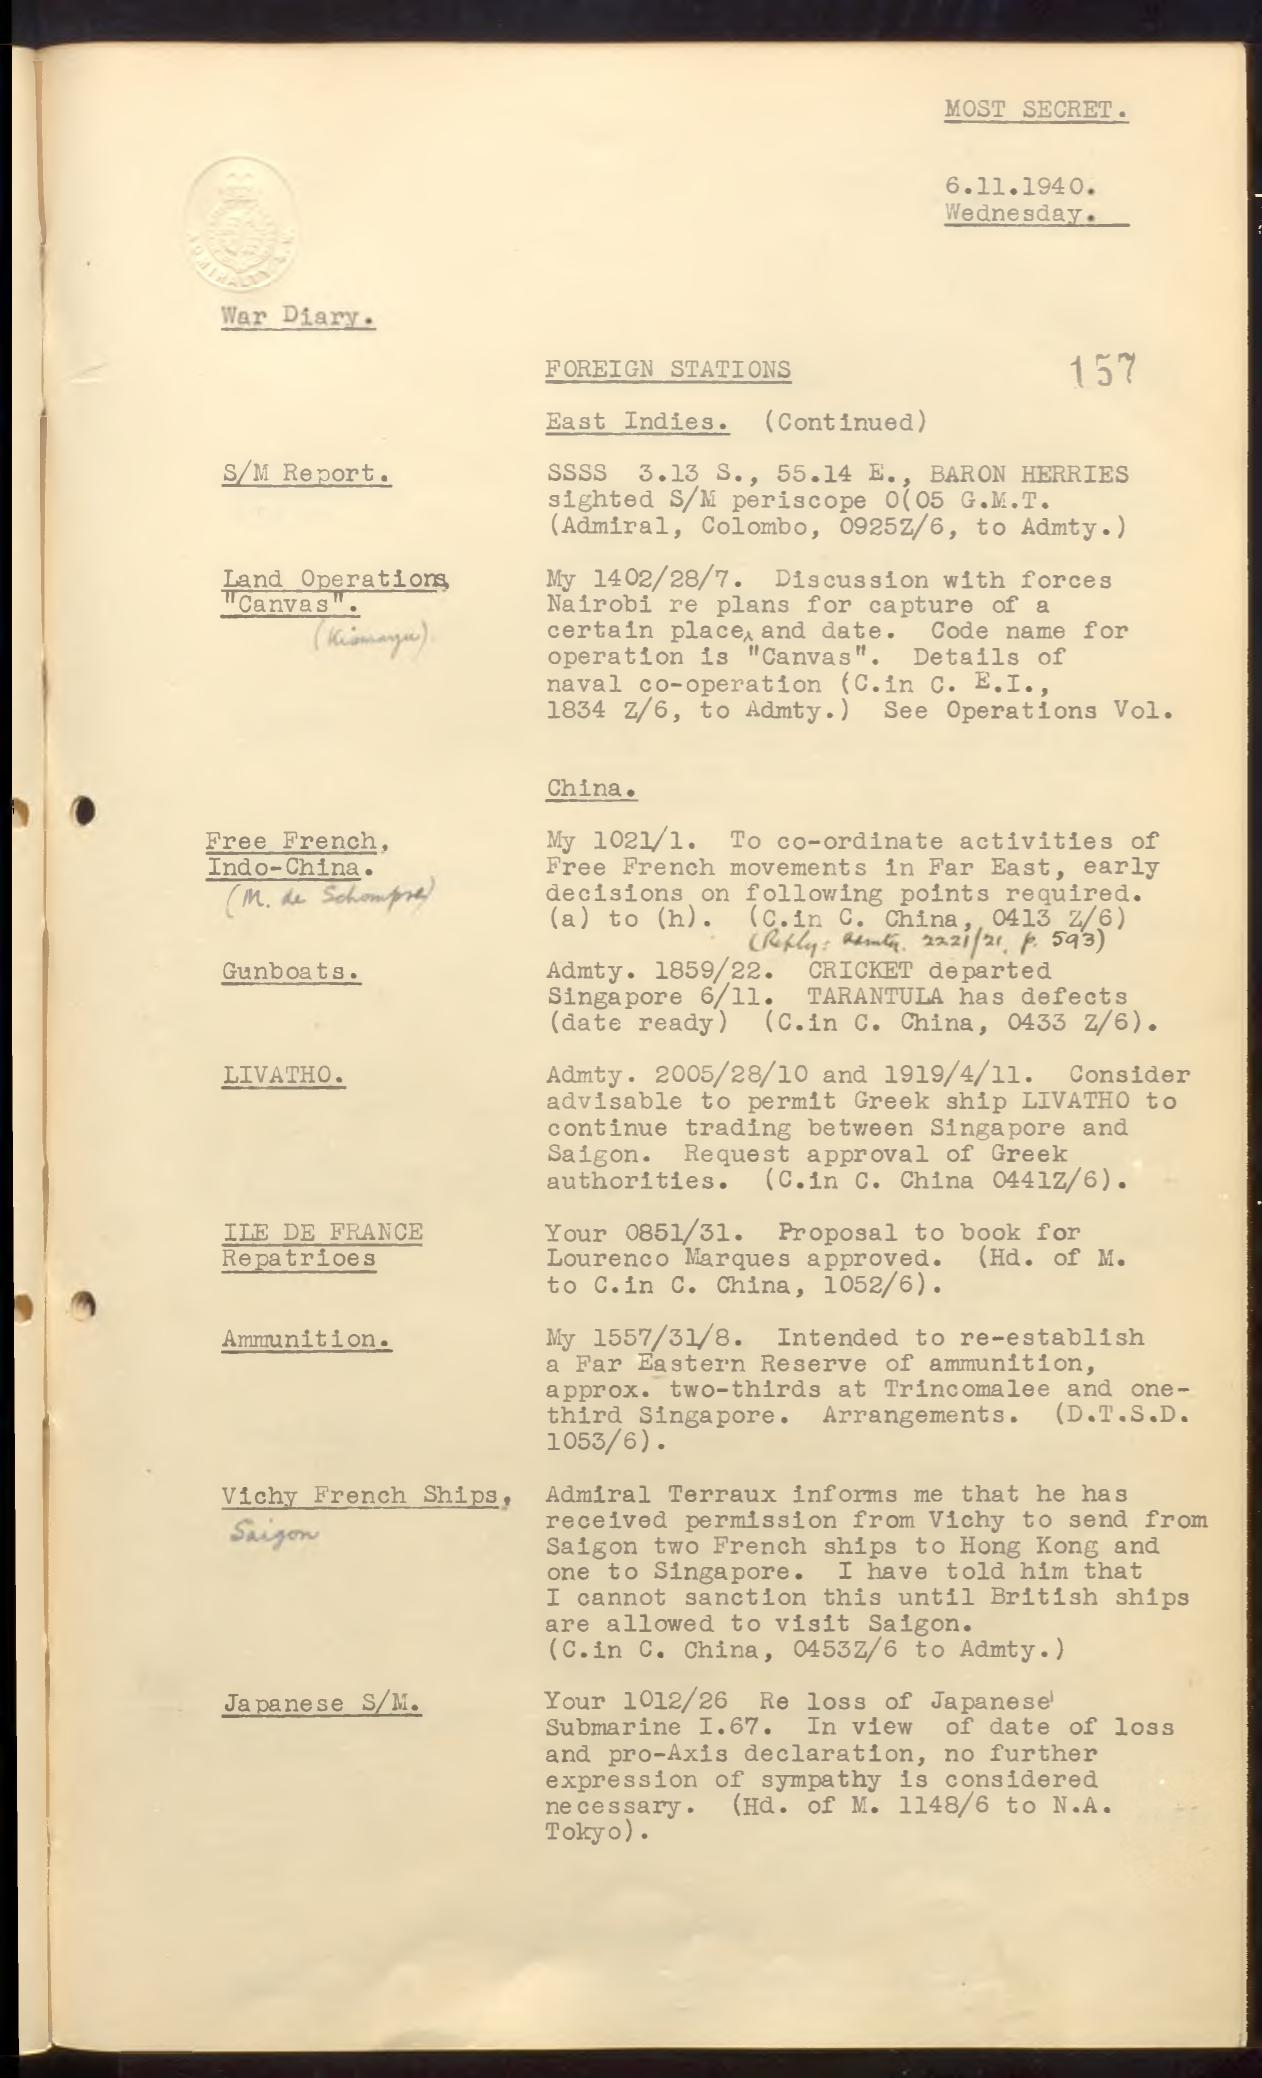 MOST SECRET.
6.11.1940.
Wednesday.
War Diary.
FOREIGN STATIONS
157
East Indies. (Continued)
S/M Report.
SSSS 3.13 S., 55.14 E., BARON HERRIES
sighted S/M periscope 0(05 G.M.T.
(Admiral, Colombo, 0925Z/6, to Admty.)
Land Operations,
"Canvas".
(Kismayu)
My 1402/28/7. Discussion with forces
Nairobi re plans for capture of a
certain place, and date. Code name for
operation is "Canvas". Details of
naval co-operation (C.in C. E.I.,
1834 Z/6, to Admty.) See Operations Vol.
China.
Free French,
Indo-China.
(M. de Schompré)
My 1021/1. To co-ordinate activities of
Free French movements in Far East, early
decisions on following points required.
(a) to (h). (C.in C. China, 0413 Z/6)
(Reply: Admty. 2221/21. p. 593)
Gunboats.
Admty. 1859/22. CRICKET departed
Singapore 6/11. TARANTULA has defects
(date ready) (C.in C. China, 0433 Z/6).
LIVATHO.
Admty. 2005/28/10 and 1919/4/11. Consider
advisable to permit Greek ship LIVATHO to
continue trading between Singapore and
Saigon. Request approval of Greek
authorities. (C.in C. China 0441Z/6).
ILE DE FRANCE
Repatrioes
Your 0851/31. Proposal to book for
Lourenco Marques approved. (Hd. of M.
to C.in C. China, 1052/6).
Ammunition.
My 1557/31/8. Intended to re-establish
a Far Eastern Reserve of ammunition,
approx. two-thirds at Trincomalee and one-
third Singapore. Arrangements. (D.T.S.D.
1053/6).
Vichy French Ships,
Saigon
Admiral Terraux informs me that he has
received permission from Vichy to send from
Saigon two French ships to Hong Kong and
one to Singapore. I have told him that
I cannot sanction this until British ships
are allowed to visit Saigon.
(C.in C. China, 0453Z/6 to Admty.)
Japanese S/M.
Your 1012/26 Re loss of Japanese
Submarine I.67. In view of date of loss
and pro-Axis declaration, no further
expression of sympathy is considered
necessary. (Hd. of M. 1148/6 to N.A.
Tokyo).